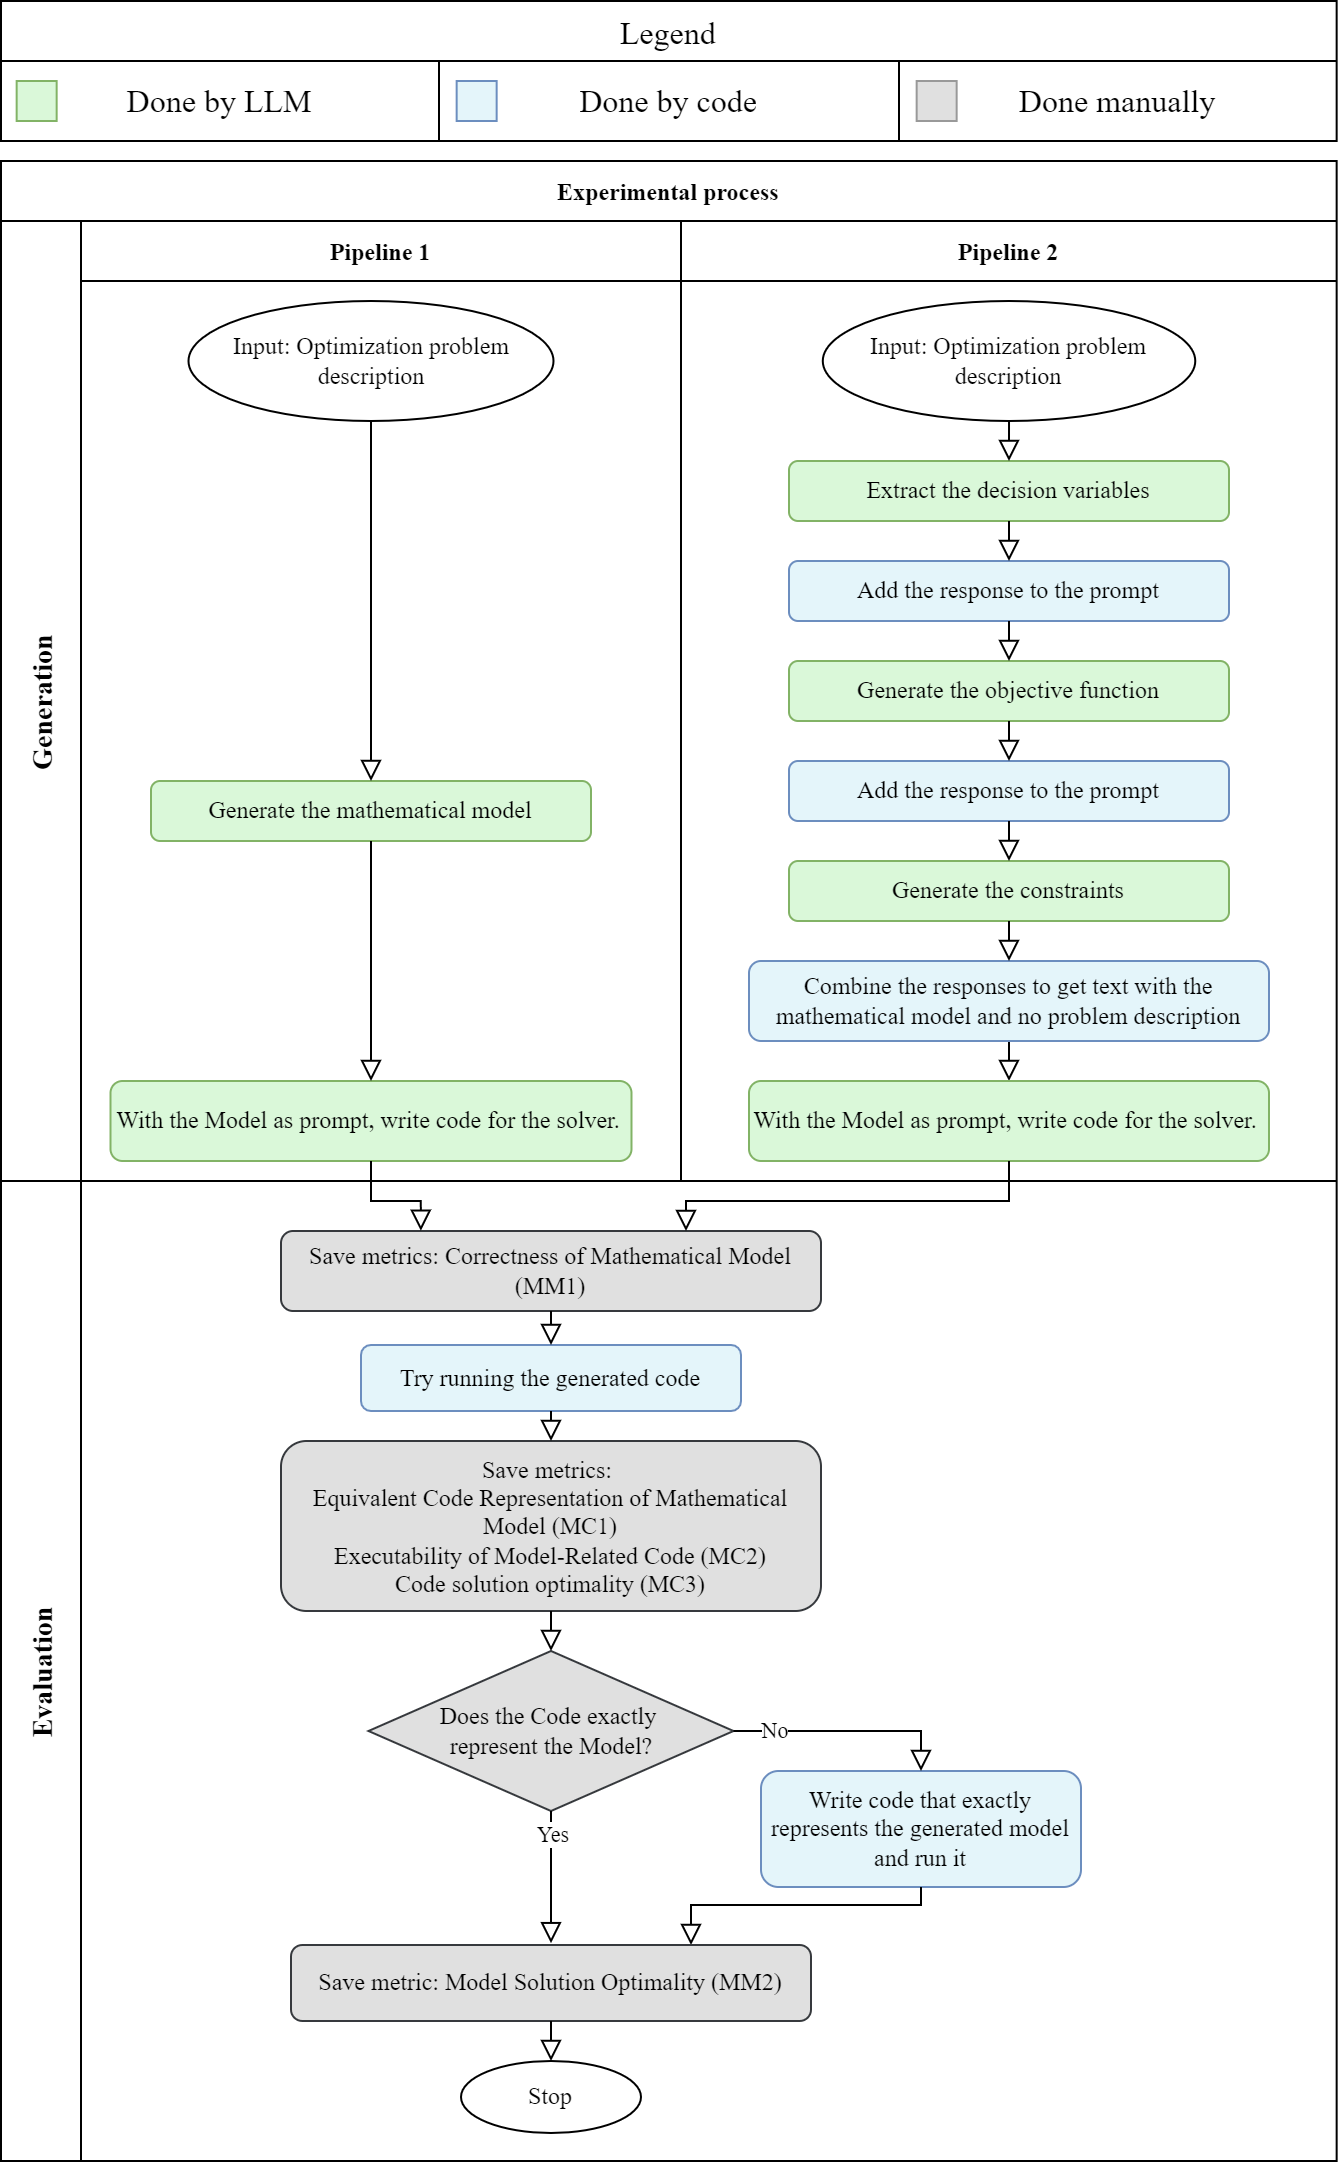 Legend
Done by LLM
Done by code
Done manually
Experimental process
Generation
Pipeline 1
Pipeline 2
Input: Optimization problem
description
Generate the mathematical model
With the Model as prompt, write code for the solver.
Input: Optimization problem
description
Extract the decision variables
Add the response to the prompt
Generate the objective function
Add the response to the prompt
Generate the constraints
Combine the responses to get text with the
mathematical model and no problem description
With the Model as prompt, write code for the solver.
Evaluation
Save metrics: Correctness of Mathematical Model
(MM1)
Try running the generated code
Save metrics:
Equivalent Code Representation of Mathematical
Model (MC1)
Executability of Model-Related Code (MC2)
Code solution optimality (MC3)
Does the Code exactly
represent the Model?
No
Write code that exactly
represents the generated model
and run it
Yes
Save metric: Model Solution Optimality (MM2)
Stop